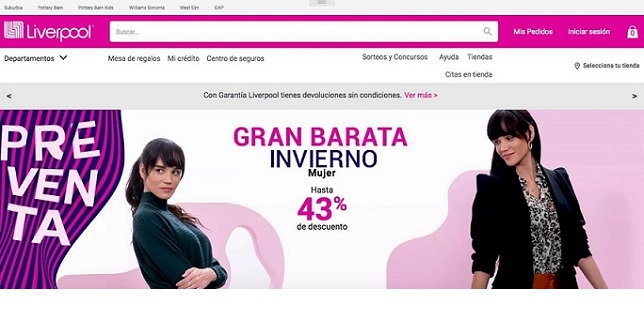 Suburbia Pottery Barn Pottery Barn Kids Williams Sonoma West Elm GAP
Liverpool Buscar... Mis Pedidos Iniciar sesión 0
Departamentos Mesa de regalos Mi crédito Centro de seguros Sorteos y Concursos Ayuda Tiendas
Citas en tienda
Selecciona tu tienda
< Con Garantía Liverpool tienes devoluciones sin condiciones. Ver más > >
PRE
VEN
TA
GRAN BARATA
INVIERNO
Mujer
Hasta
43%
de descuento